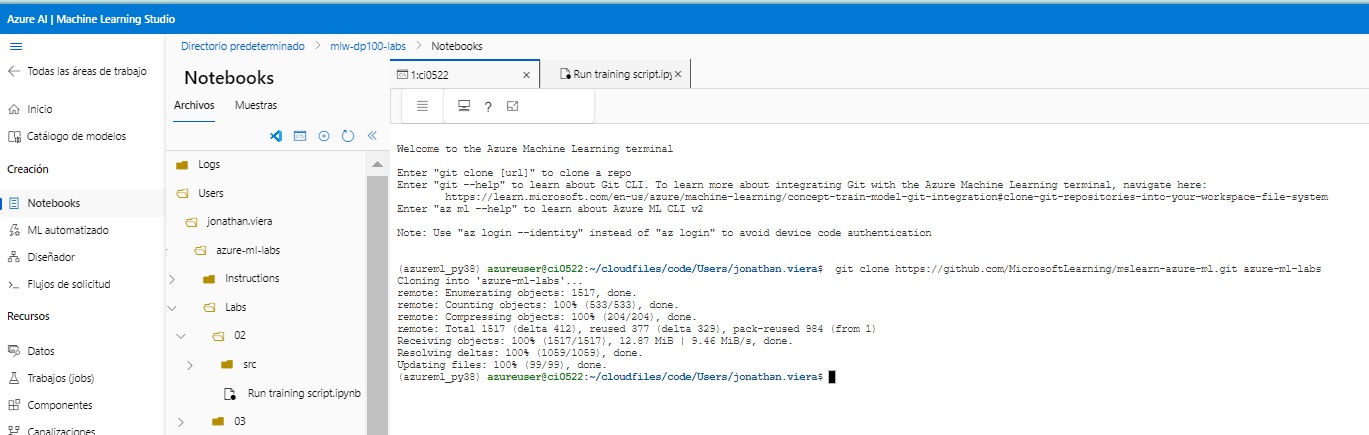 Azure AI | Machine Learning Studio
Todas las áreas de trabajo
Inicio
Catálogo de modelos
Creación
Notebooks
ML automatizado
Diseñador
Flujos de solicitud
Recursos
Datos
Trabajos (jobs)
Componentes
Canalizaciones
Directorio predeterminado > mlw-dp100-labs > Notebooks
Notebooks
Archivos Muestras
Logs
Users
jonathan.viera
azure-ml-labs
Instructions
Labs
02
src
Run training script.ipynb
03
1:ci0522 × Run training script.ipy ×
?
Welcome to the Azure Machine Learning terminal
Enter "git clone [url]" to clone a repo
Enter "git --help" to learn about Git CLI. To learn more about integrating Git with the Azure Machine Learning terminal, navigate here:
https://learn.microsoft.com/en-us/azure/machine-learning/concept-train-model-git-integration#clone-git-repositories-into-your-workspace-file-system
Enter "az ml --help" to learn about Azure ML CLI v2
Note: Use "az login --identity" instead of "az login" to avoid device code authentication
(azureml_py38) azureuser@ci0522:~/cloudfiles/code/Users/jonathan.viera$ git clone https://github.com/MicrosoftLearning/mslearn-azure-ml.git azure-ml-labs
Cloning into 'azure-ml-labs'...
remote: Enumerating objects: 1517, done.
remote: Counting objects: 100% (533/533), done.
remote: Compressing objects: 100% (204/204), done.
remote: Total 1517 (delta 412), reused 377 (delta 329), pack-reused 984 (from 1)
Receiving objects: 100% (1517/1517), 12.87 MiB | 9.46 MiB/s, done.
Resolving deltas: 100% (1059/1059), done.
Updating files: 100% (99/99), done.
(azureml_py38) azureuser@ci0522:~/cloudfiles/code/Users/jonathan.viera$